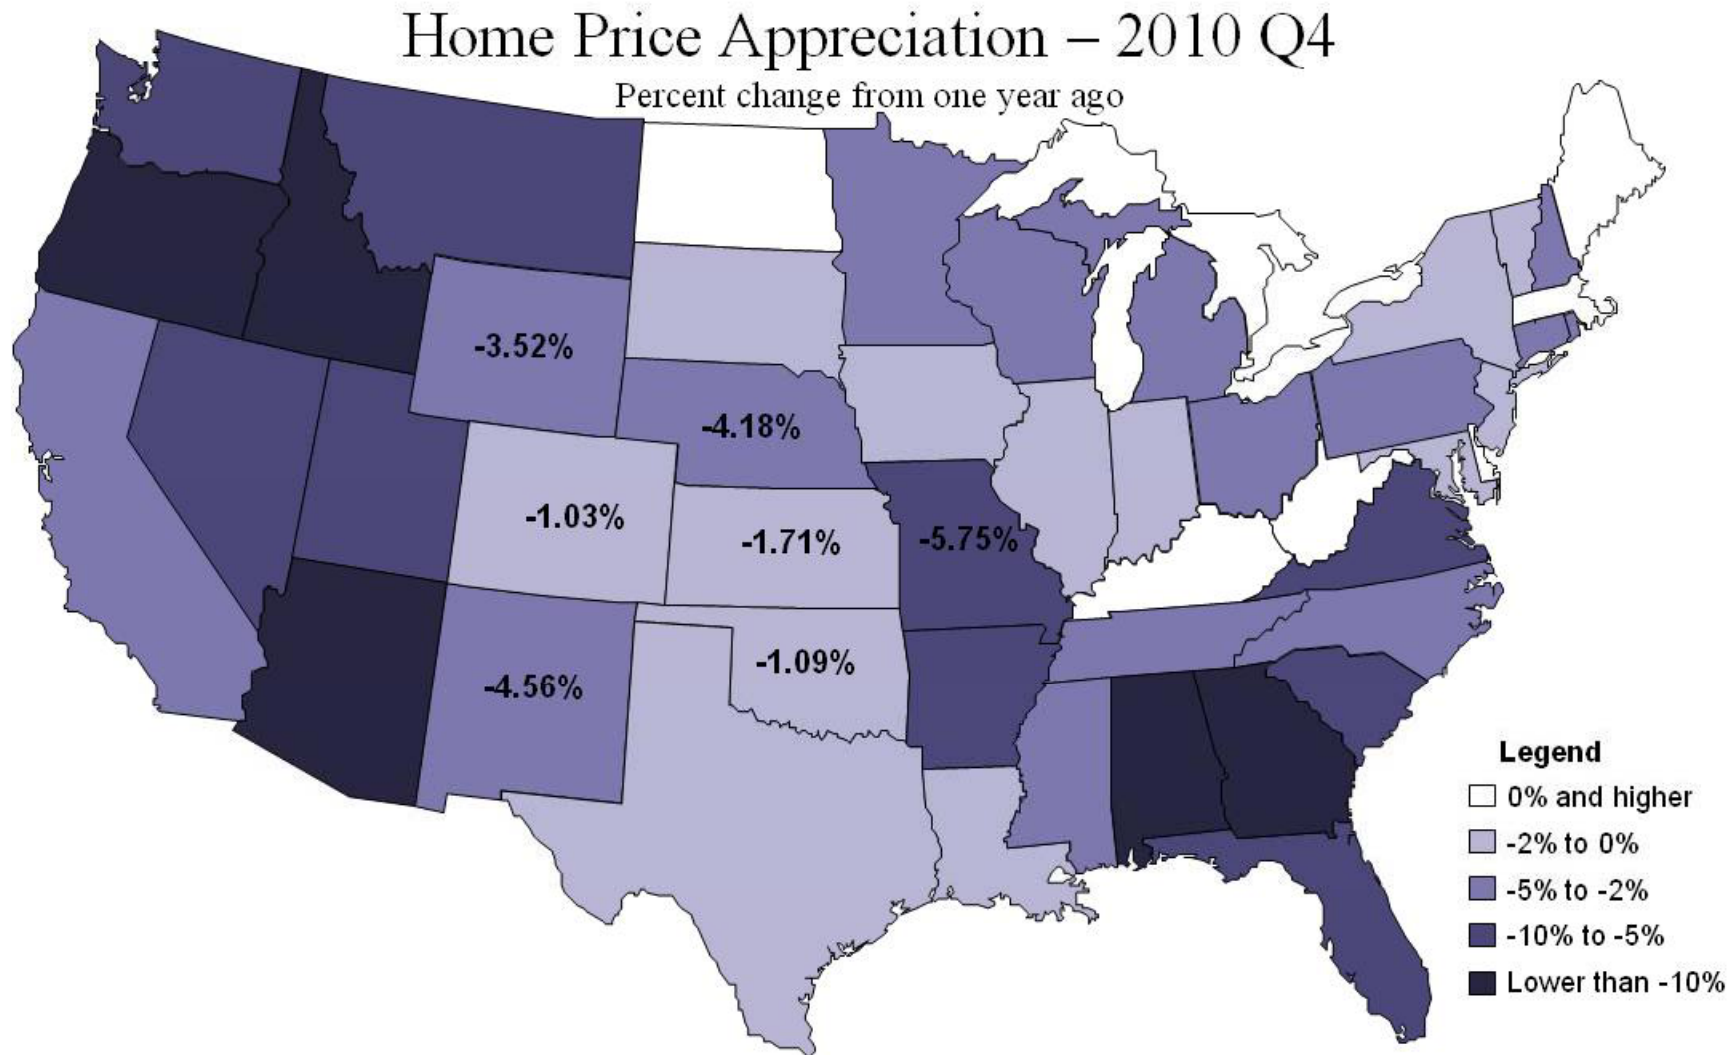 Home Price Appreciation – 2010 Q4
Percent change from one year ago
-3.52%
-4.18%
-1.03%
-1.71%
-5.75%
-1.09%
-4.56%
Legend
0% and higher
-2% to 0%
-5% to -2%
-10% to -5%
Lower than -10%